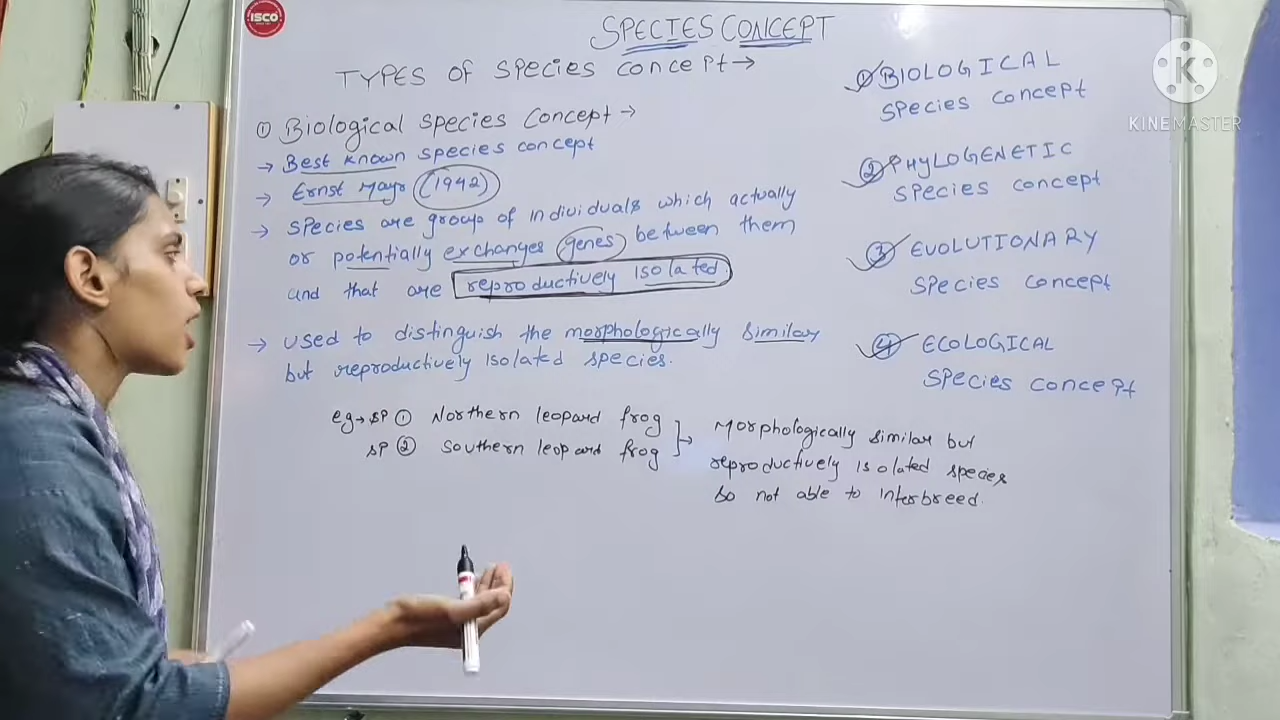 ISCO
SPECIES CONCEPT
TYPES OF SPECIES CONCEPT →
① Biological species Concept →
→ Best known species concept
→ Ernst Mayr (1942)
→ Species are group of individuals which actually
or potentially exchanges genes between them
and that are reproductively isolated.
→ used to distinguish the morphologically similar
but reproductively isolated species.
eg → sp ① Northern leopard frog
sp ② Southern leopard frog
→ Morphologically similar but
reproductively isolated species
so not able to interbreed.
① BIOLOGICAL
species concept
② PHYLOGENETIC
species concept
③ EVOLUTIONARY
species concept
④ ECOLOGICAL
species concept
K
KINEMASTER